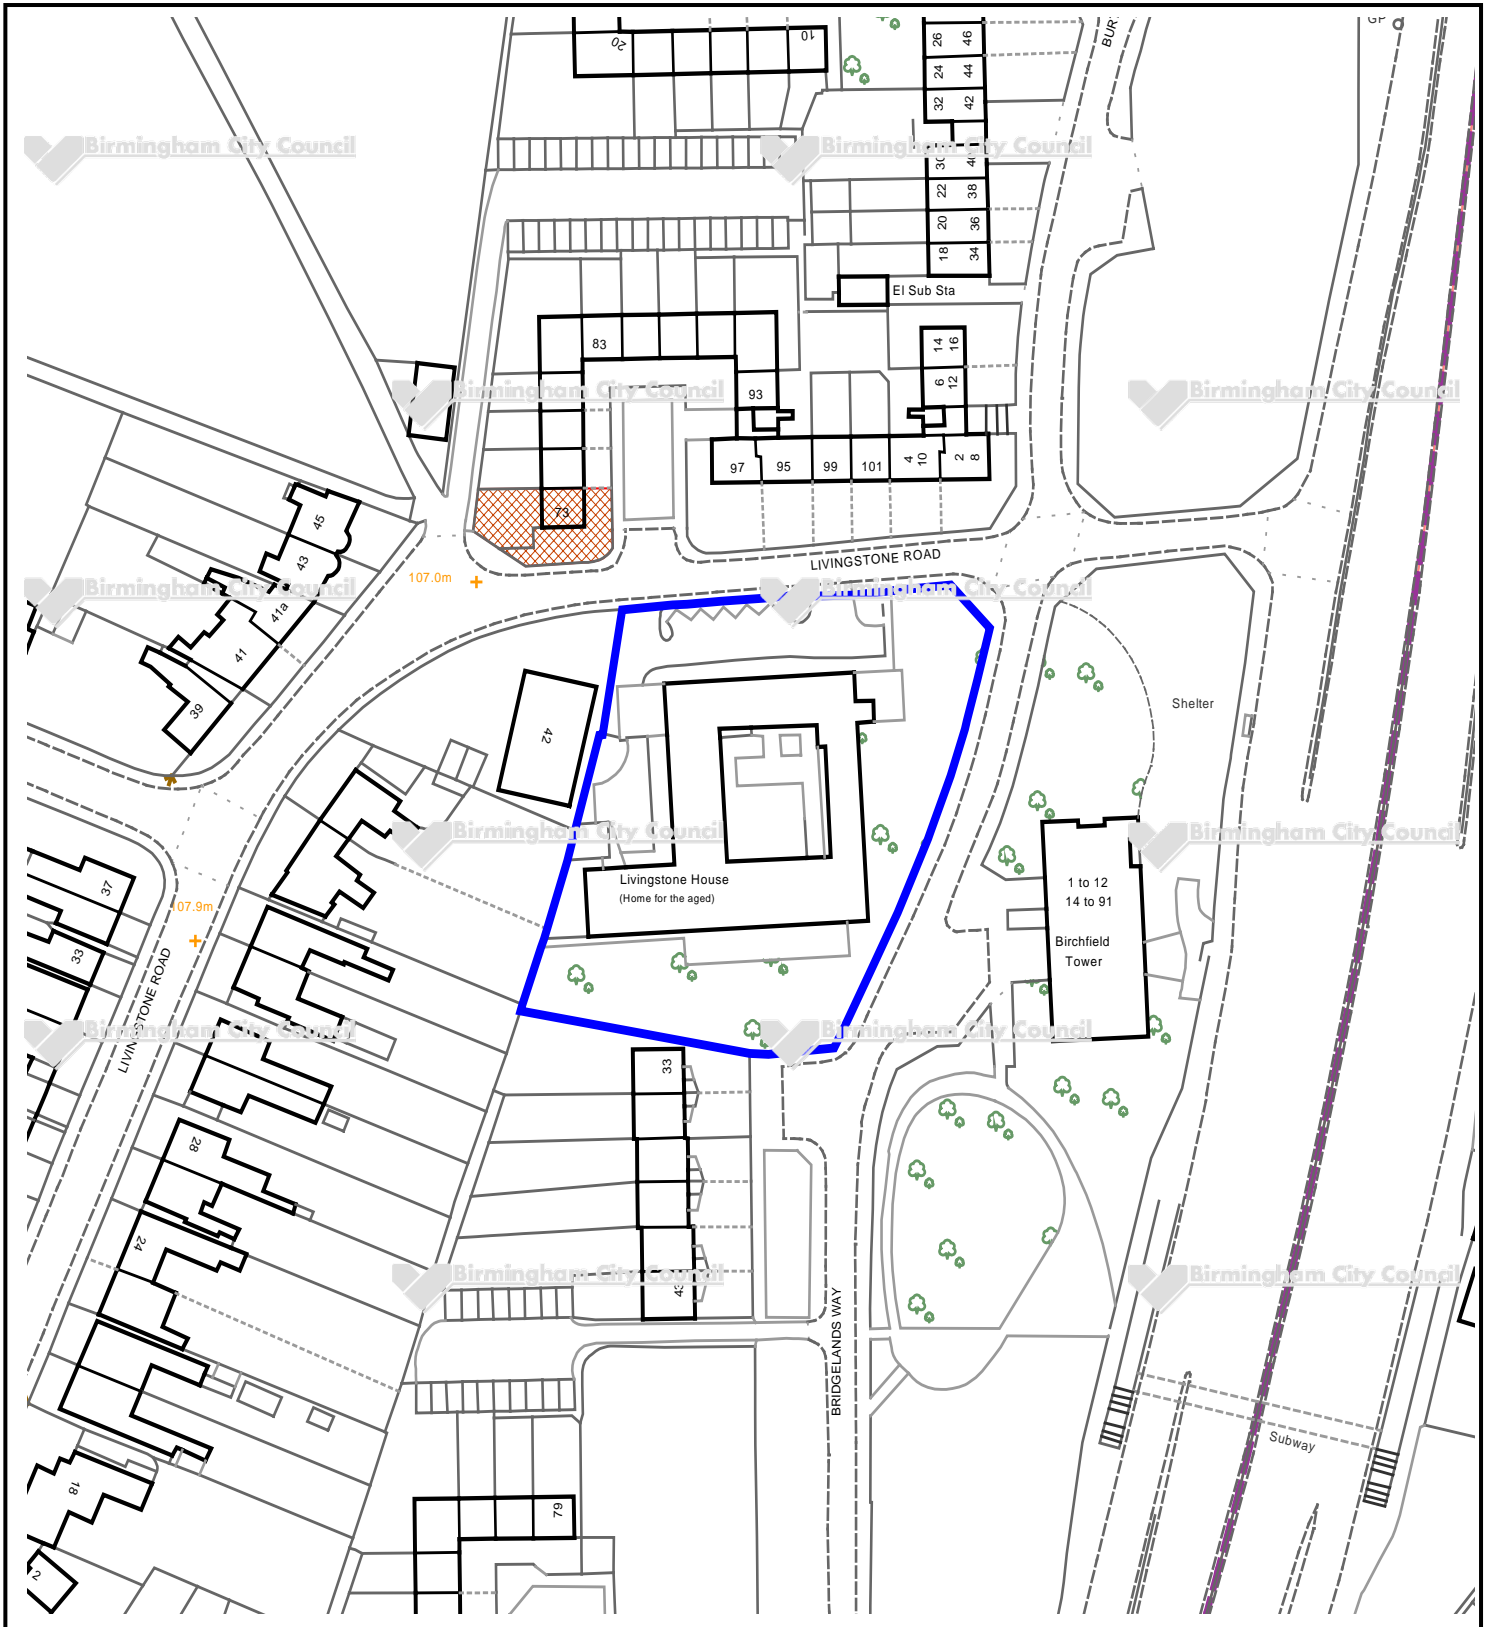 20
10
26 46
24 44
32 42
GP
Birmingham City Council
Birmingham City Council
22 38
20 36
18 34
El Sub Sta
83
14 16
6 12
93
Birmingham City Council
Birmingham City Council
97 95 99 101 4 10 2 8
73
45
43
LIVINGSTONE ROAD
107.0m
Birmingham City Council
Birmingham City Council
41a
41
39
42
Shelter
Birmingham City Council
Birmingham City Council
37
Livingstone House
(Home for the aged)
1 to 12
14 to 91
107.9m
Birchfield
Tower
33
LIVINGSTONE ROAD
Birmingham City Council
Birmingham City Council
33
28
24
Birmingham City Council
Birmingham City Council
43
BRIDGELANDS WAY
Subway
18
79
2